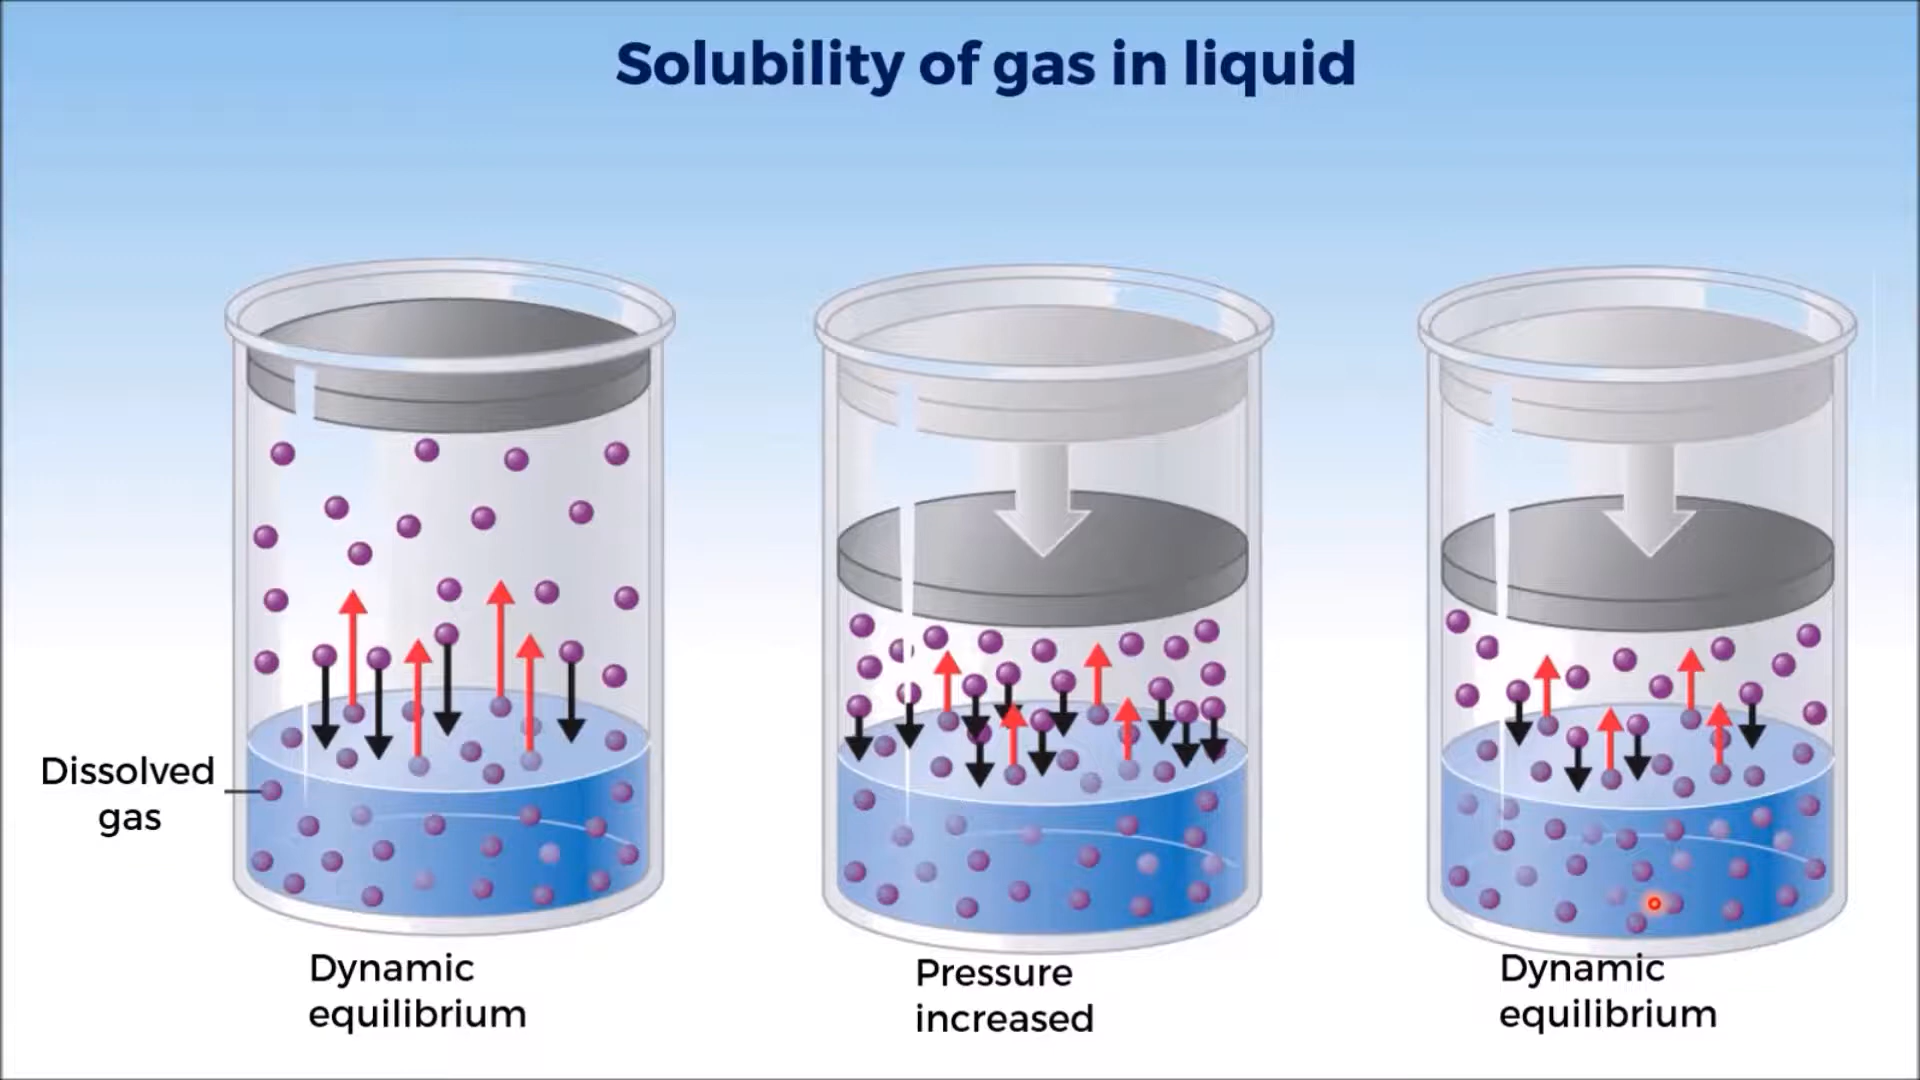 Solubility of gas in liquid
Dissolved
gas
Dynamic
equilibrium
Pressure
increased
Dynamic
equilibrium